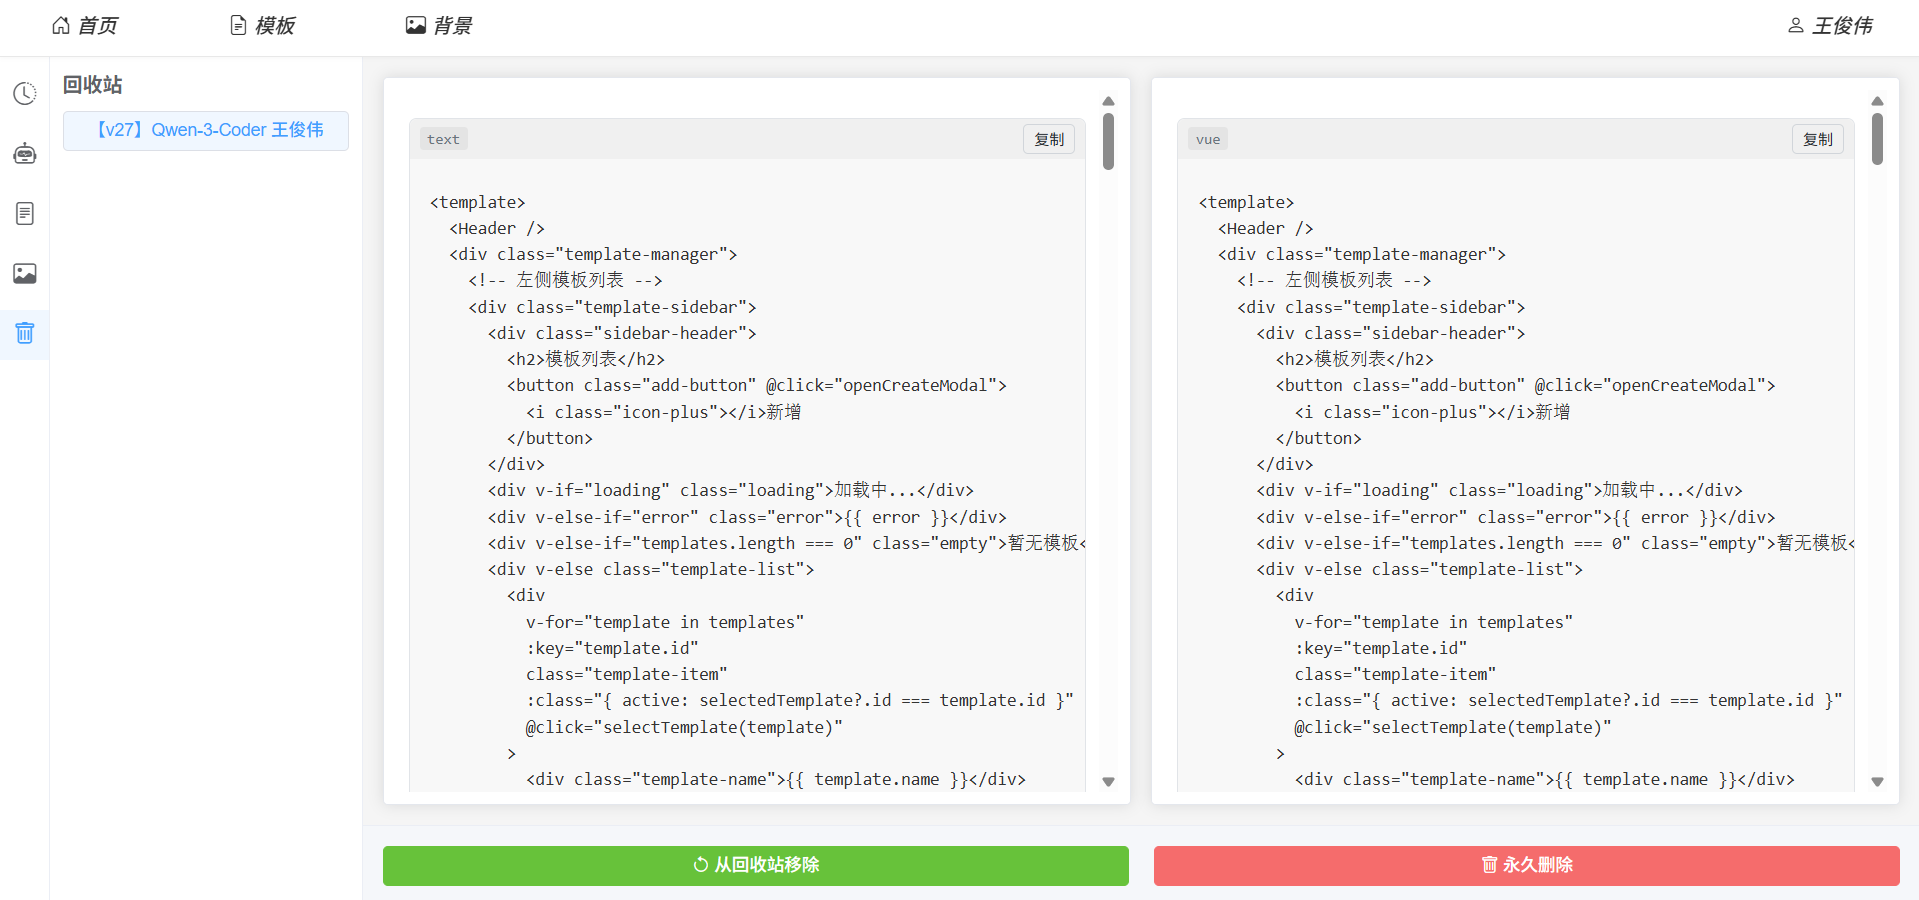 首页
模板
背景
王俊伟
回收站
【v27】Qwen-3-Coder 王俊伟
text
复制
<template>
  <Header />
  <div class="template-manager">
    <!-- 左侧模板列表 -->
    <div class="template-sidebar">
      <div class="sidebar-header">
        <h2>模板列表</h2>
        <button class="add-button" @click="openCreateModal">
          <i class="icon-plus"></i>新增
        </button>
      </div>
      <div v-if="loading" class="loading">加载中...</div>
      <div v-else-if="error" class="error">{{ error }}</div>
      <div v-else-if="templates.length === 0" class="empty">暂无模板<
      <div v-else class="template-list">
        <div
          v-for="template in templates"
          :key="template.id"
          class="template-item"
          :class="{ active: selectedTemplate?.id === template.id }"
          @click="selectTemplate(template)"
        >
          <div class="template-name">{{ template.name }}</div>
vue
复制
<template>
  <Header />
  <div class="template-manager">
    <!-- 左侧模板列表 -->
    <div class="template-sidebar">
      <div class="sidebar-header">
        <h2>模板列表</h2>
        <button class="add-button" @click="openCreateModal">
          <i class="icon-plus"></i>新增
        </button>
      </div>
      <div v-if="loading" class="loading">加载中...</div>
      <div v-else-if="error" class="error">{{ error }}</div>
      <div v-else-if="templates.length === 0" class="empty">暂无模板<
      <div v-else class="template-list">
        <div
          v-for="template in templates"
          :key="template.id"
          class="template-item"
          :class="{ active: selectedTemplate?.id === template.id }"
          @click="selectTemplate(template)"
        >
          <div class="template-name">{{ template.name }}</div>
从回收站移除
永久删除